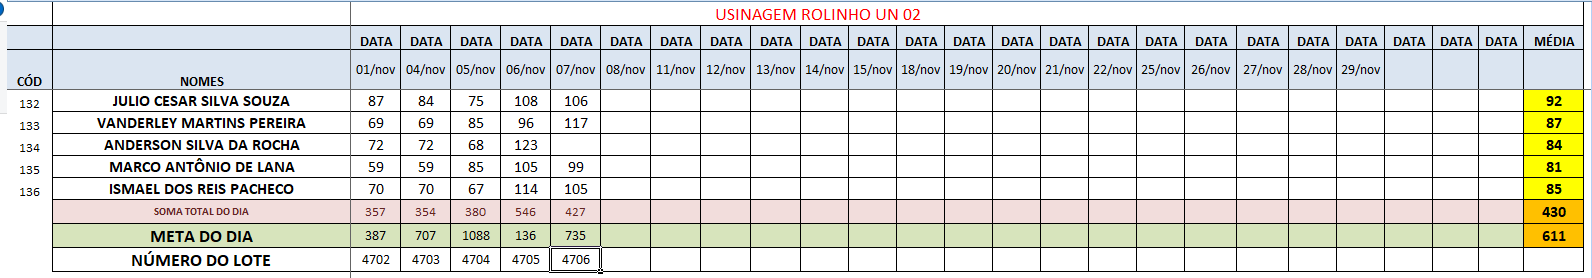 USINAGEM ROLINHO UN 02
DATA DATA DATA DATA DATA DATA DATA DATA DATA DATA DATA DATA DATA DATA DATA DATA DATA DATA DATA DATA DATA DATA DATA DATA MÉDIA
CÓD NOMES 01/nov 04/nov 05/nov 06/nov 07/nov 08/nov 11/nov 12/nov 13/nov 14/nov 15/nov 18/nov 19/nov 20/nov 21/nov 22/nov 25/nov 26/nov 27/nov 28/nov 29/nov
132 JULIO CESAR SILVA SOUZA 87 84 75 108 106 92
133 VANDERLEY MARTINS PEREIRA 69 69 85 96 117 87
134 ANDERSON SILVA DA ROCHA 72 72 68 123 84
135 MARCO ANTÔNIO DE LANA 59 59 85 105 99 81
136 ISMAEL DOS REIS PACHECO 70 70 67 114 105 85
SOMA TOTAL DO DIA 357 354 380 546 427 430
META DO DIA 387 707 1088 136 735 611
NÚMERO DO LOTE 4702 4703 4704 4705 4706